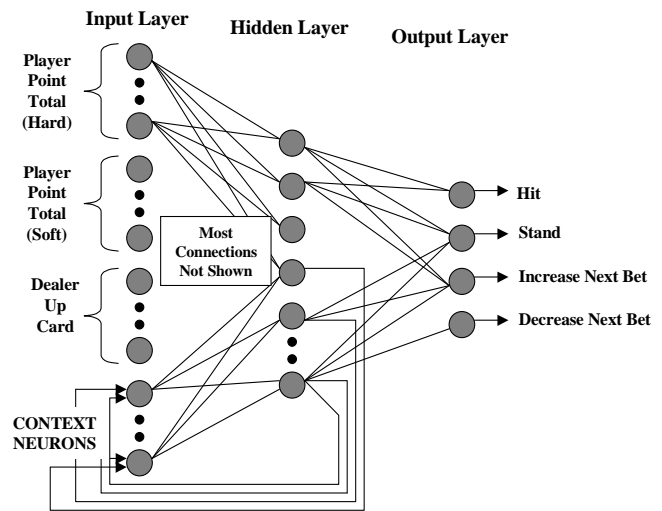 Input Layer
Hidden Layer
Output Layer
Player
Point
Total
(Hard)
Player
Point
Total
(Soft)
Dealer
Up
Card
CONTEXT
NEURONS
Most
Connections
Not Shown
Hit
Stand
Increase Next Bet
Decrease Next Bet